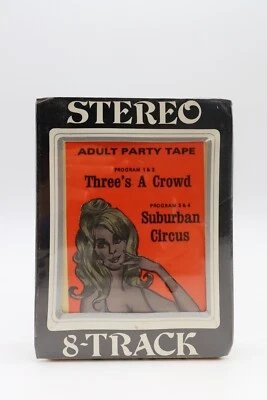 STEREO
ADULT PARTY TAPE
PROGRAM 1 & 2
Three's A Crowd
PROGRAM 3 & 4
Suburban
Circus
8-TRACK